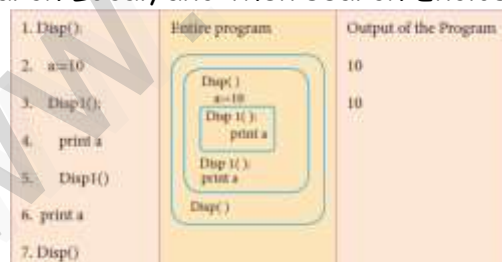 1. Disp():
2. a:=10
3. Disp1():
4. print a
5. Disp1()
6. print a
7. Disp()
Entire program
Disp( )
a:=10
Disp 1( ):
print a
Disp 1( ):
print a
Disp( )
Output of the Program
10
10